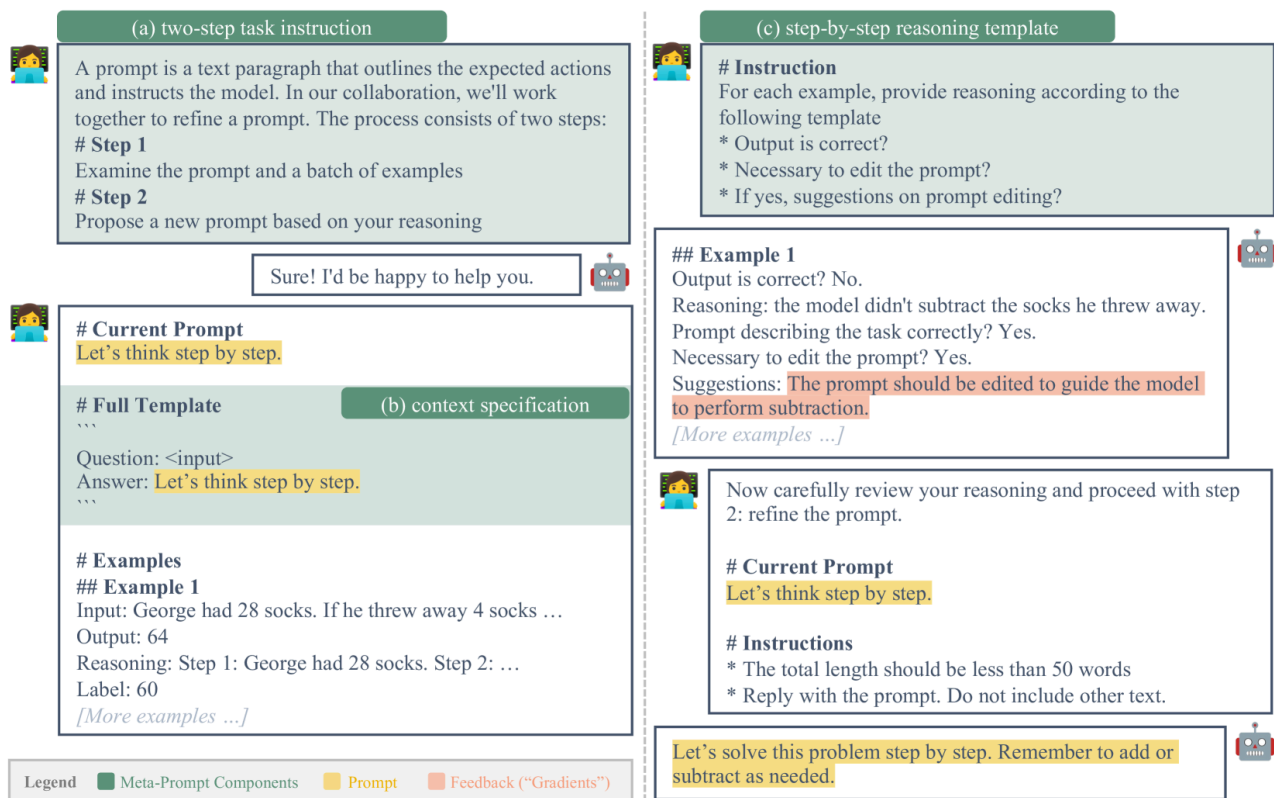 (a) two-step task instruction
A prompt is a text paragraph that outlines the expected actions
and instructs the model. In our collaboration, we'll work
together to refine a prompt. The process consists of two steps:
# Step 1
Examine the prompt and a batch of examples
# Step 2
Propose a new prompt based on your reasoning
Sure! I'd be happy to help you.
# Current Prompt
Let’s think step by step.
# Full Template
(b) context specification
```
Question: <input>
Answer: Let’s think step by step.
```
# Examples
## Example 1
Input: George had 28 socks. If he threw away 4 socks …
Output: 64
Reasoning: Step 1: George had 28 socks. Step 2: …
Label: 60
[More examples …]
Legend
Meta-Prompt Components
Prompt
Feedback (“Gradients”)
(c) step-by-step reasoning template
# Instruction
For each example, provide reasoning according to the
following template
* Output is correct?
* Necessary to edit the prompt?
* If yes, suggestions on prompt editing?
## Example 1
Output is correct? No.
Reasoning: the model didn't subtract the socks he threw away.
Prompt describing the task correctly? Yes.
Necessary to edit the prompt? Yes.
Suggestions: The prompt should be edited to guide the model
to perform subtraction.
[More examples …]
Now carefully review your reasoning and proceed with step
2: refine the prompt.
# Current Prompt
Let’s think step by step.
# Instructions
* The total length should be less than 50 words
* Reply with the prompt. Do not include other text.
Let’s solve this problem step by step. Remember to add or
subtract as needed.